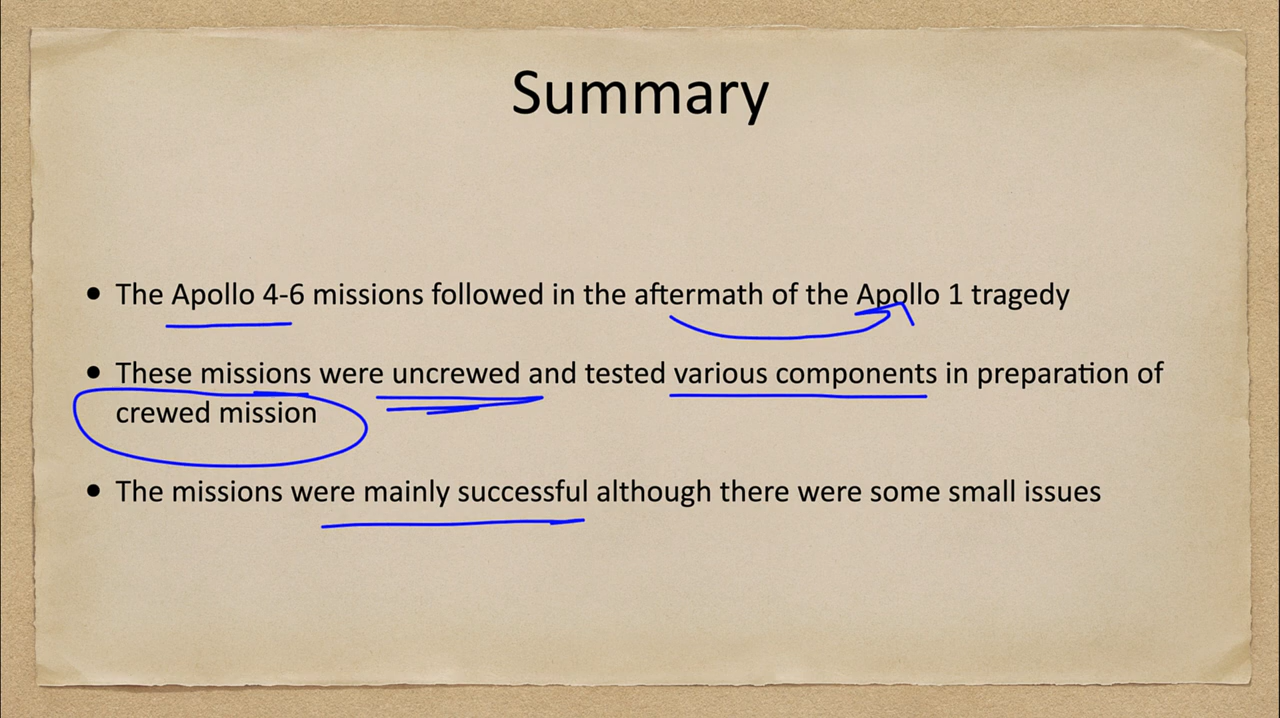 Summary
• The Apollo 4-6 missions followed in the aftermath of the Apollo 1 tragedy
• These missions were uncrewed and tested various components in preparation of
crewed mission
• The missions were mainly successful although there were some small issues